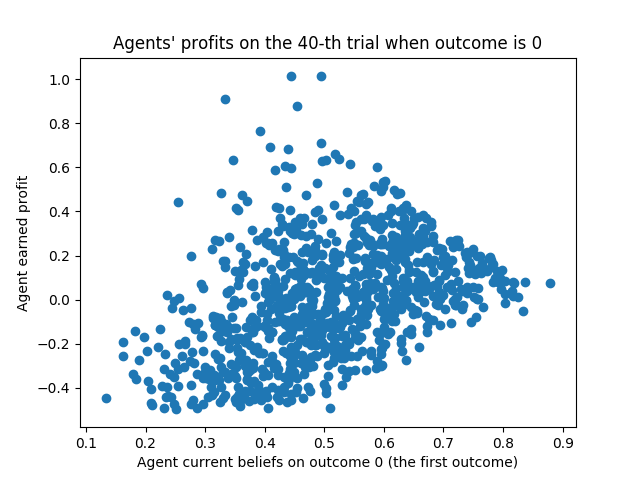 Agents' profits on the 40-th trial when outcome is 0
1.0
0.8
0.6
0.4
0.2
0.0
−0.2
−0.4
Agent earned profit
0.1 0.2 0.3 0.4 0.5 0.6 0.7 0.8 0.9
Agent current beliefs on outcome 0 (the first outcome)